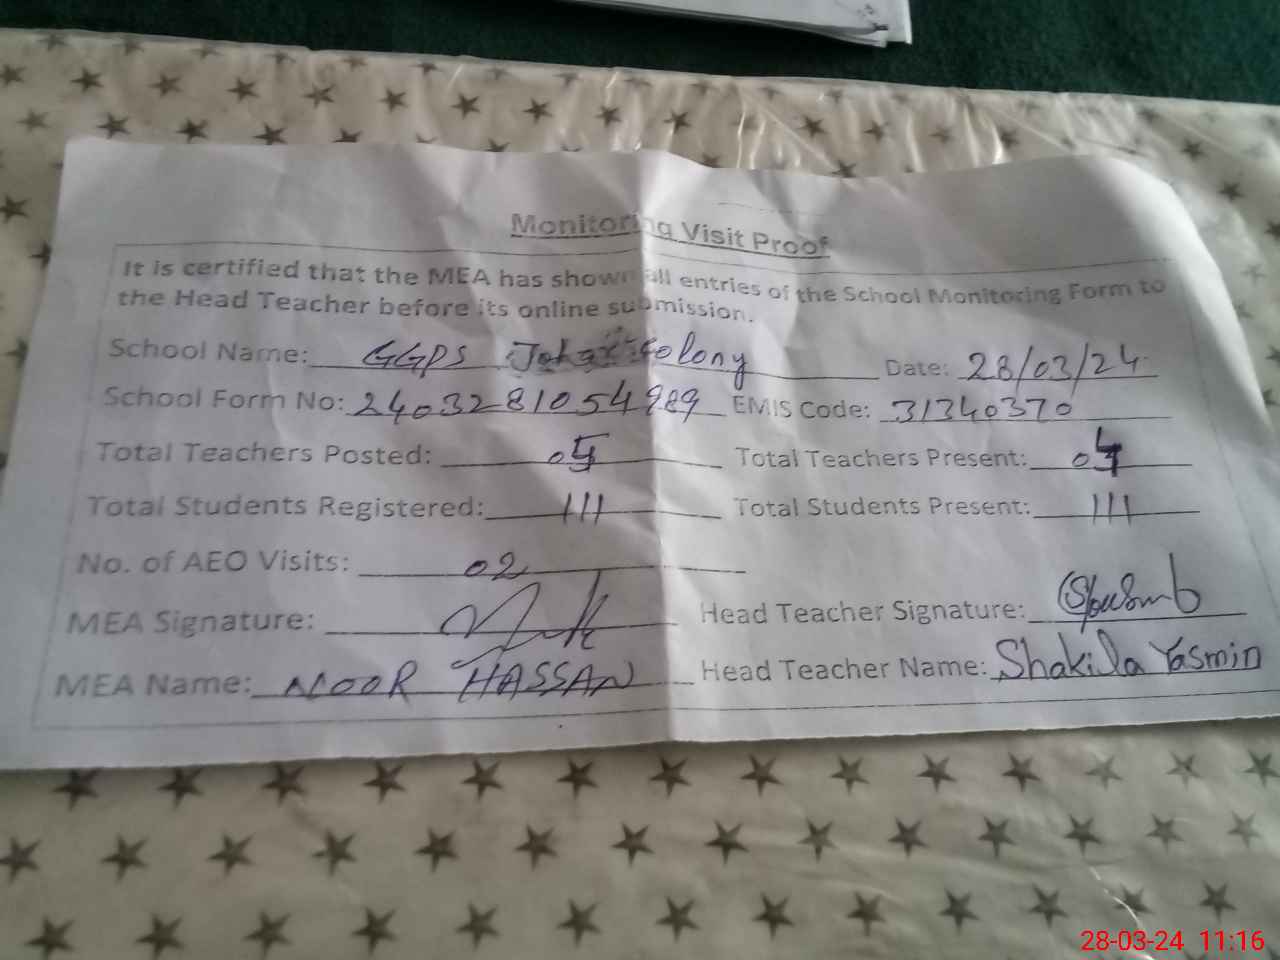 Monitoring Visit Proof
It is certified that the MEA has shown all entries of the School Monitoring Form to
the Head Teacher before its online submission.
School Name: GGPS Colony Date: 28/03/24
School Form No: 2403281054989 EMIS Code: 31340370
Total Teachers Posted: 05 Total Teachers Present: 04
Total Students Registered: 111 Total Students Present: 111
No. of AEO Visits: 02
MEA Signature: Head Teacher Signature:
MEA Name: NOOR HASSAN Head Teacher Name: Shakila Yasmin
28-03-24 11:16